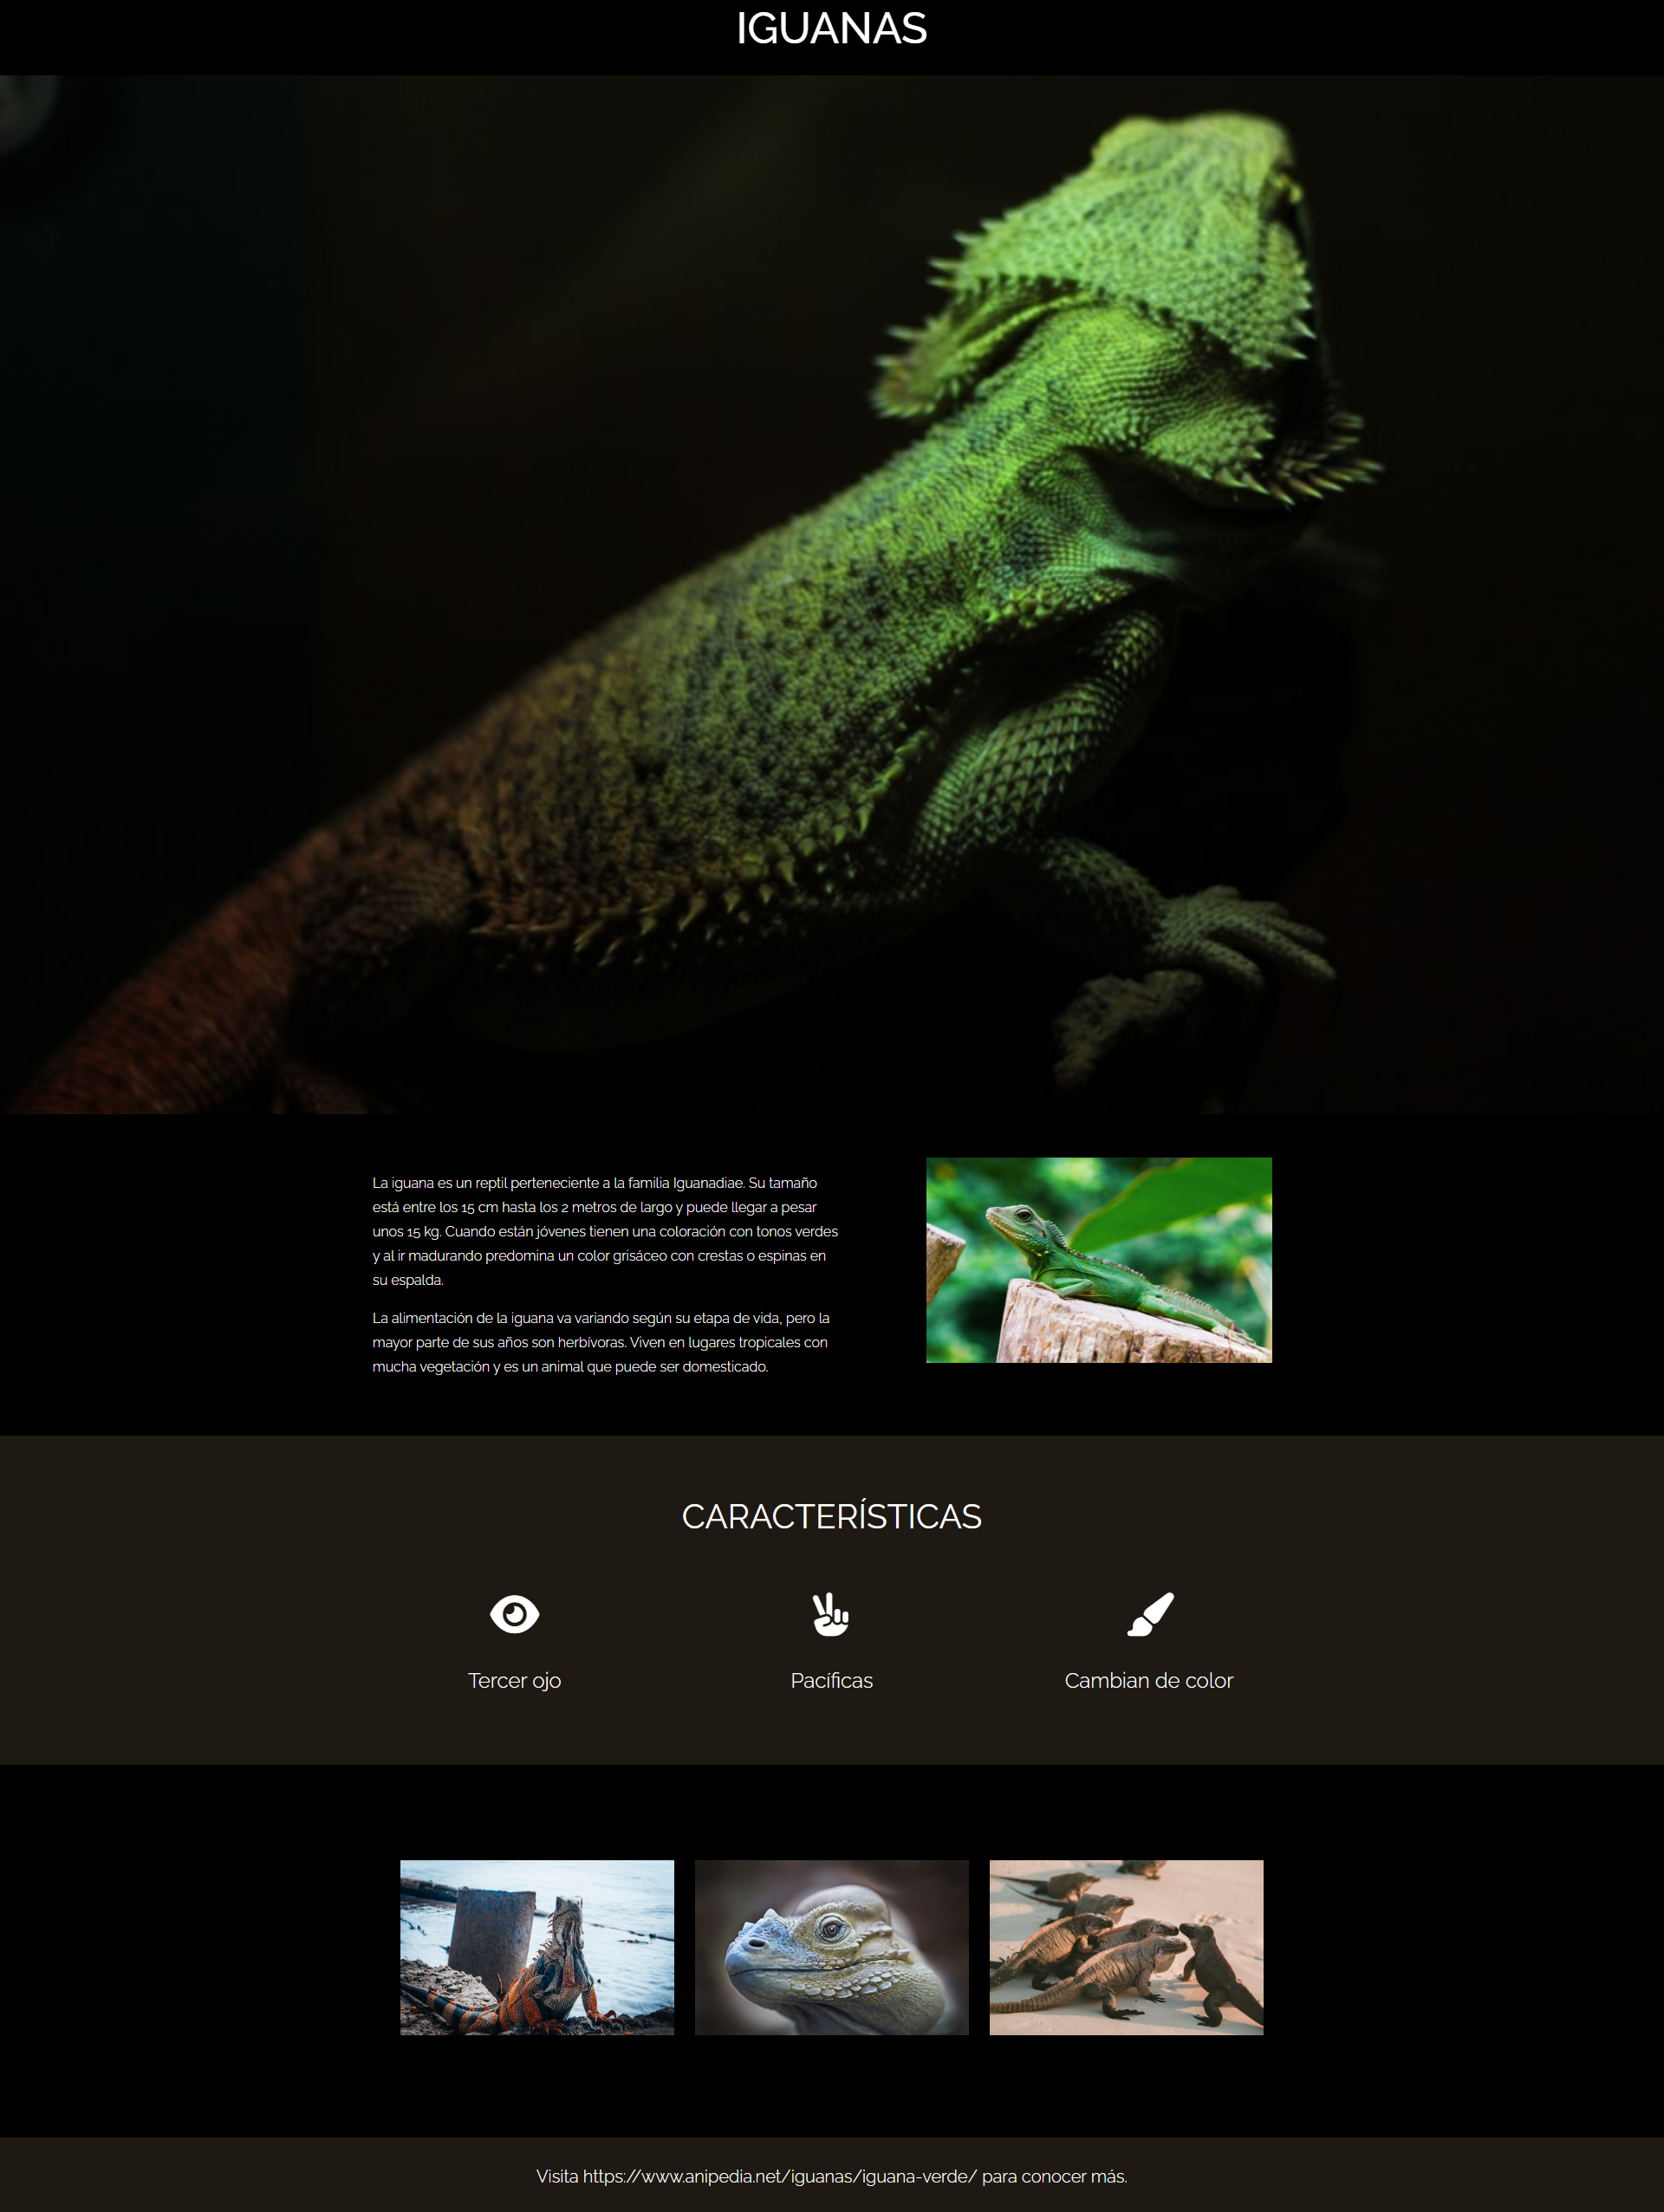 IGUANAS
La iguana es un reptil perteneciente a la familia Iguanadiae. Su tamaño
está entre los 15 cm hasta los 2 metros de largo y puede llegar a pesar
unos 15 kg. Cuando están jóvenes tienen una coloración con tonos verdes
y al ir madurando predomina un color grisáceo con crestas o espinas en
su espalda.
La alimentación de la iguana va variando según su etapa de vida, pero la
mayor parte de sus años son herbívoras. Viven en lugares tropicales con
mucha vegetación y es un animal que puede ser domesticado.
CARACTERÍSTICAS
Tercer ojo
Pacíficas
Cambian de color
Visita https://www.anipedia.net/iguanas/iguana-verde/ para conocer más.